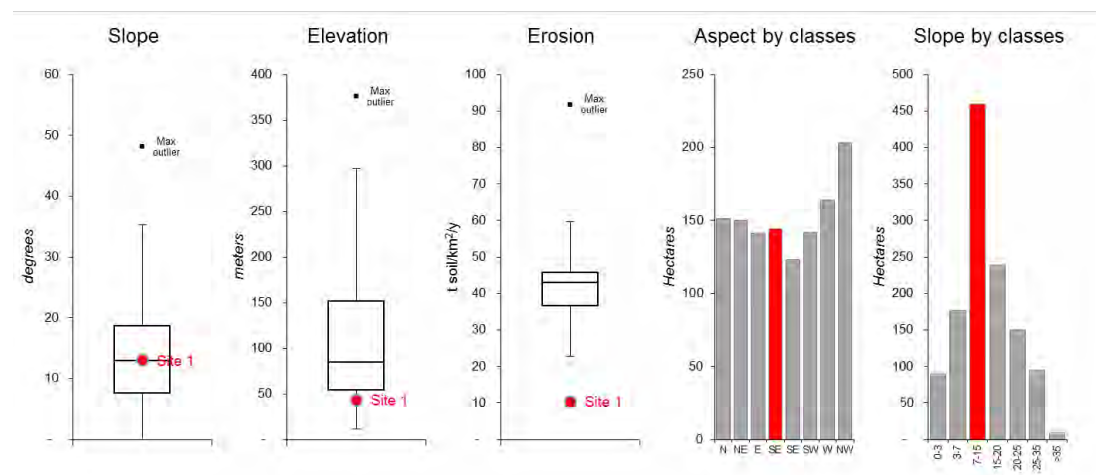 Slope
Elevation
Erosion
Aspect by classes
Slope by classes
degrees
60
50
40
30
20
10
-
Max
outlier
Site 1
meters
400
350
300
250
200
150
100
50
-
Max
outlier
Site 1
t soil/km²/y
100
90
80
70
60
50
40
30
20
10
-
Max
outlier
Site 1
Hectares
250
200
150
100
50
0
N NE E SE SE SW W NW
Hectares
500
450
400
350
300
250
200
150
100
50
-
0-3
3-7
7-15
15-20
20-25
25-35
>35